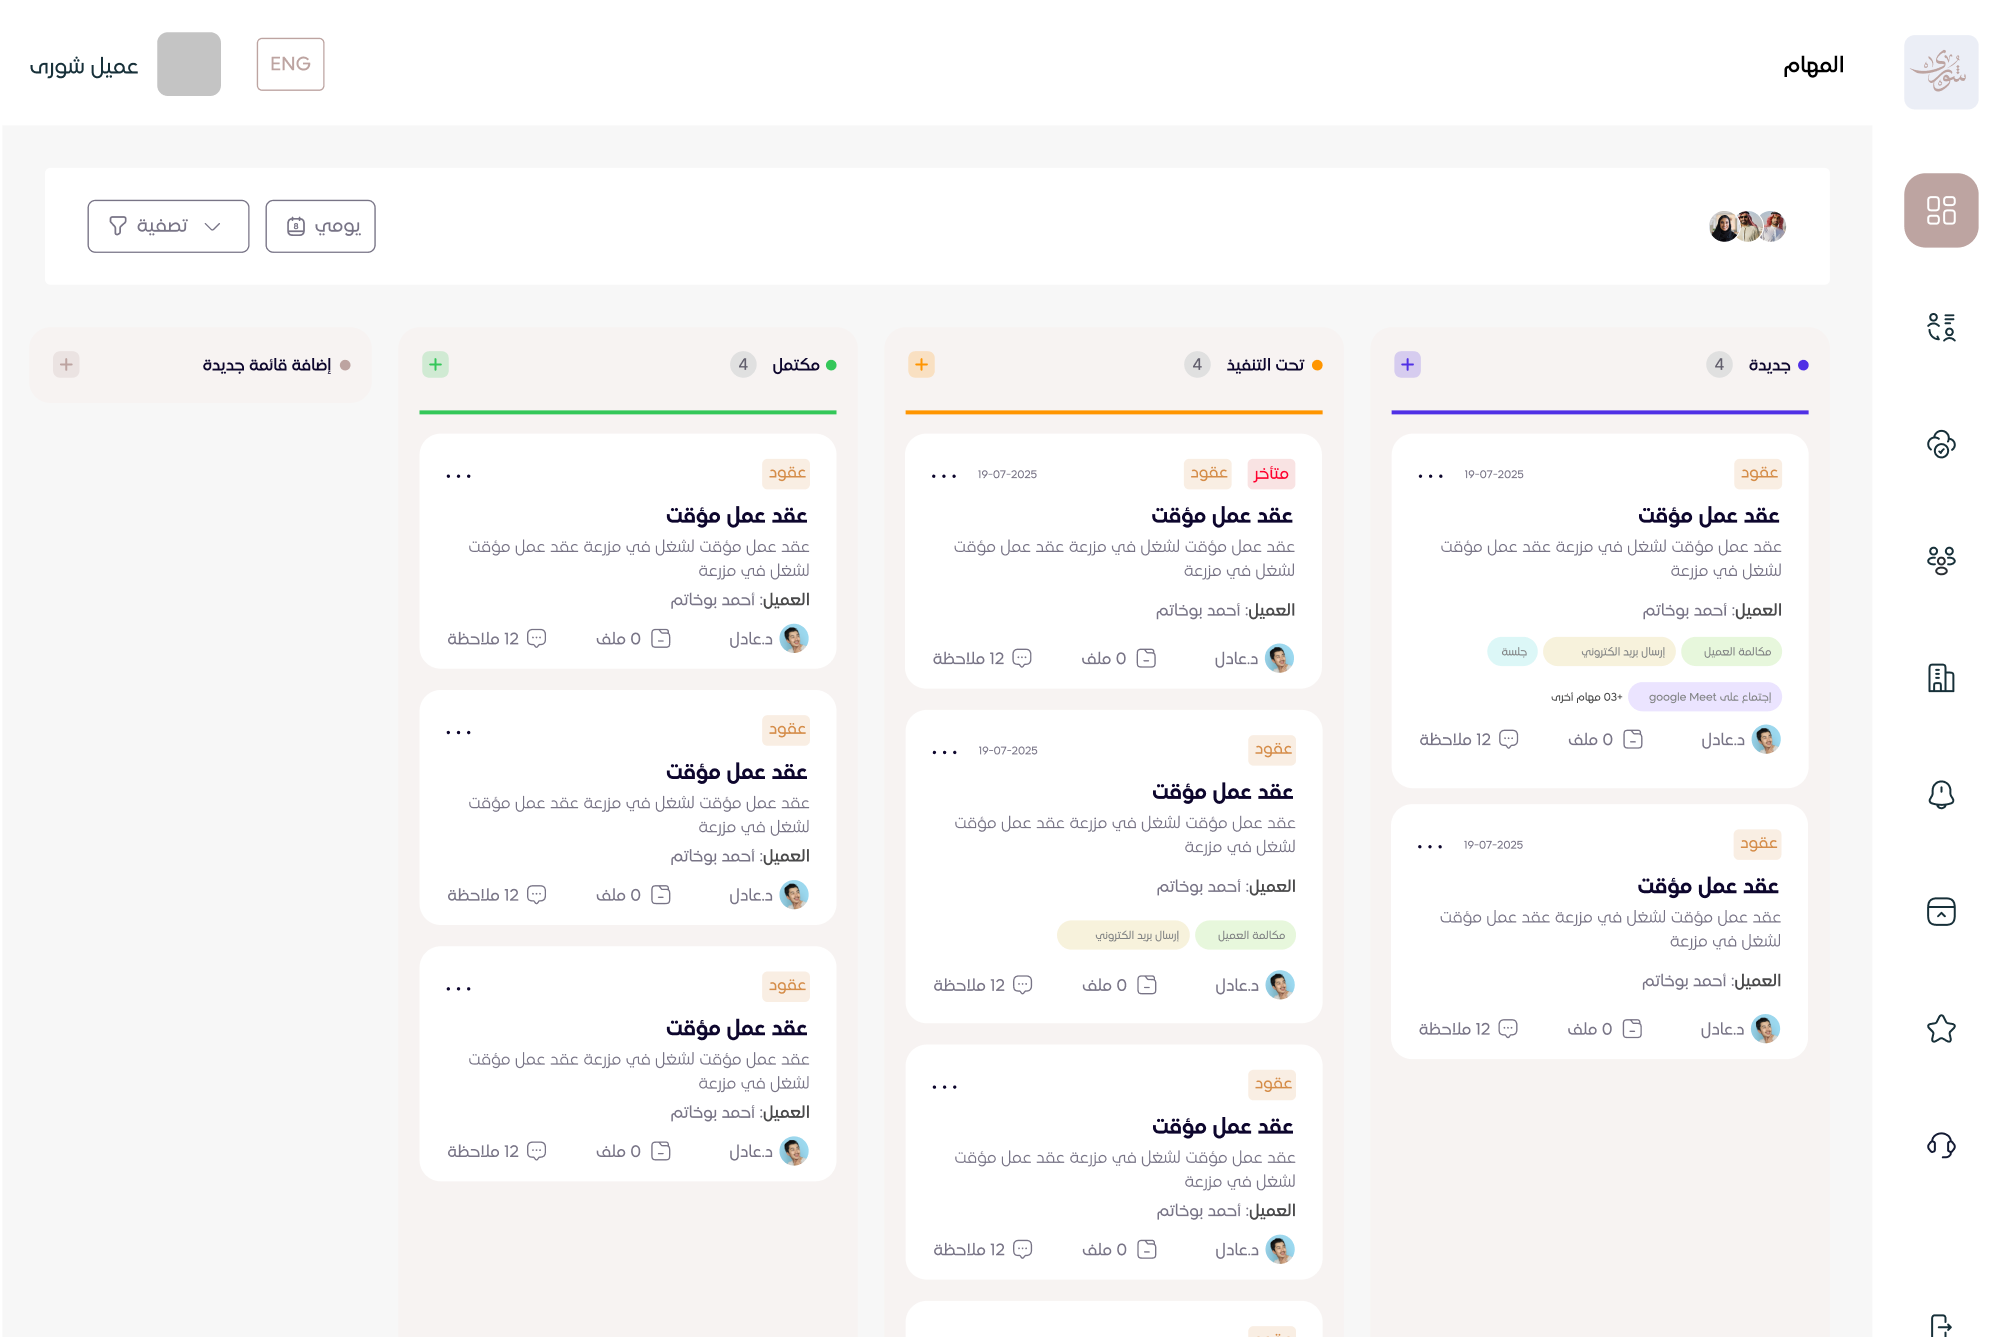 شورى
المهام
ENG
عميل شورى
يومي
8
تصفية
جديدة
4
+
19-07-2025
عقود
عقد عمل مؤقت
عقد عمل مؤقت لشغل في مزرعة عقد عمل مؤقت
لشغل في مزرعة
العميل: أحمد بوخاتم
مكالمة العميل
إرسال بريد الكتروني
جلسة
إجتماع على google Meet
+03 مهام اخرى
د.عادل
0 ملف
12 ملاحظة
عقود
19-07-2025
عقد عمل مؤقت
عقد عمل مؤقت لشغل في مزرعة عقد عمل مؤقت
لشغل في مزرعة
العميل: أحمد بوخاتم
د.عادل
0 ملف
12 ملاحظة
تحت التنفيذ
4
+
متأخر
عقود
19-07-2025
عقد عمل مؤقت
عقد عمل مؤقت لشغل في مزرعة عقد عمل مؤقت
لشغل في مزرعة
العميل: أحمد بوخاتم
د.عادل
0 ملف
12 ملاحظة
عقود
19-07-2025
عقد عمل مؤقت
عقد عمل مؤقت لشغل في مزرعة عقد عمل مؤقت
لشغل في مزرعة
العميل: أحمد بوخاتم
مكالمة العميل
إرسال بريد الكتروني
د.عادل
0 ملف
12 ملاحظة
عقود
عقد عمل مؤقت
عقد عمل مؤقت لشغل في مزرعة عقد عمل مؤقت
لشغل في مزرعة
العميل: أحمد بوخاتم
د.عادل
0 ملف
12 ملاحظة
مكتمل
4
+
عقود
عقد عمل مؤقت
عقد عمل مؤقت لشغل في مزرعة عقد عمل مؤقت
لشغل في مزرعة
العميل: أحمد بوخاتم
د.عادل
0 ملف
12 ملاحظة
عقود
عقد عمل مؤقت
عقد عمل مؤقت لشغل في مزرعة عقد عمل مؤقت
لشغل في مزرعة
العميل: أحمد بوخاتم
د.عادل
0 ملف
12 ملاحظة
عقود
عقد عمل مؤقت
عقد عمل مؤقت لشغل في مزرعة عقد عمل مؤقت
لشغل في مزرعة
العميل: أحمد بوخاتم
د.عادل
0 ملف
12 ملاحظة
إضافة قائمة جديدة
+